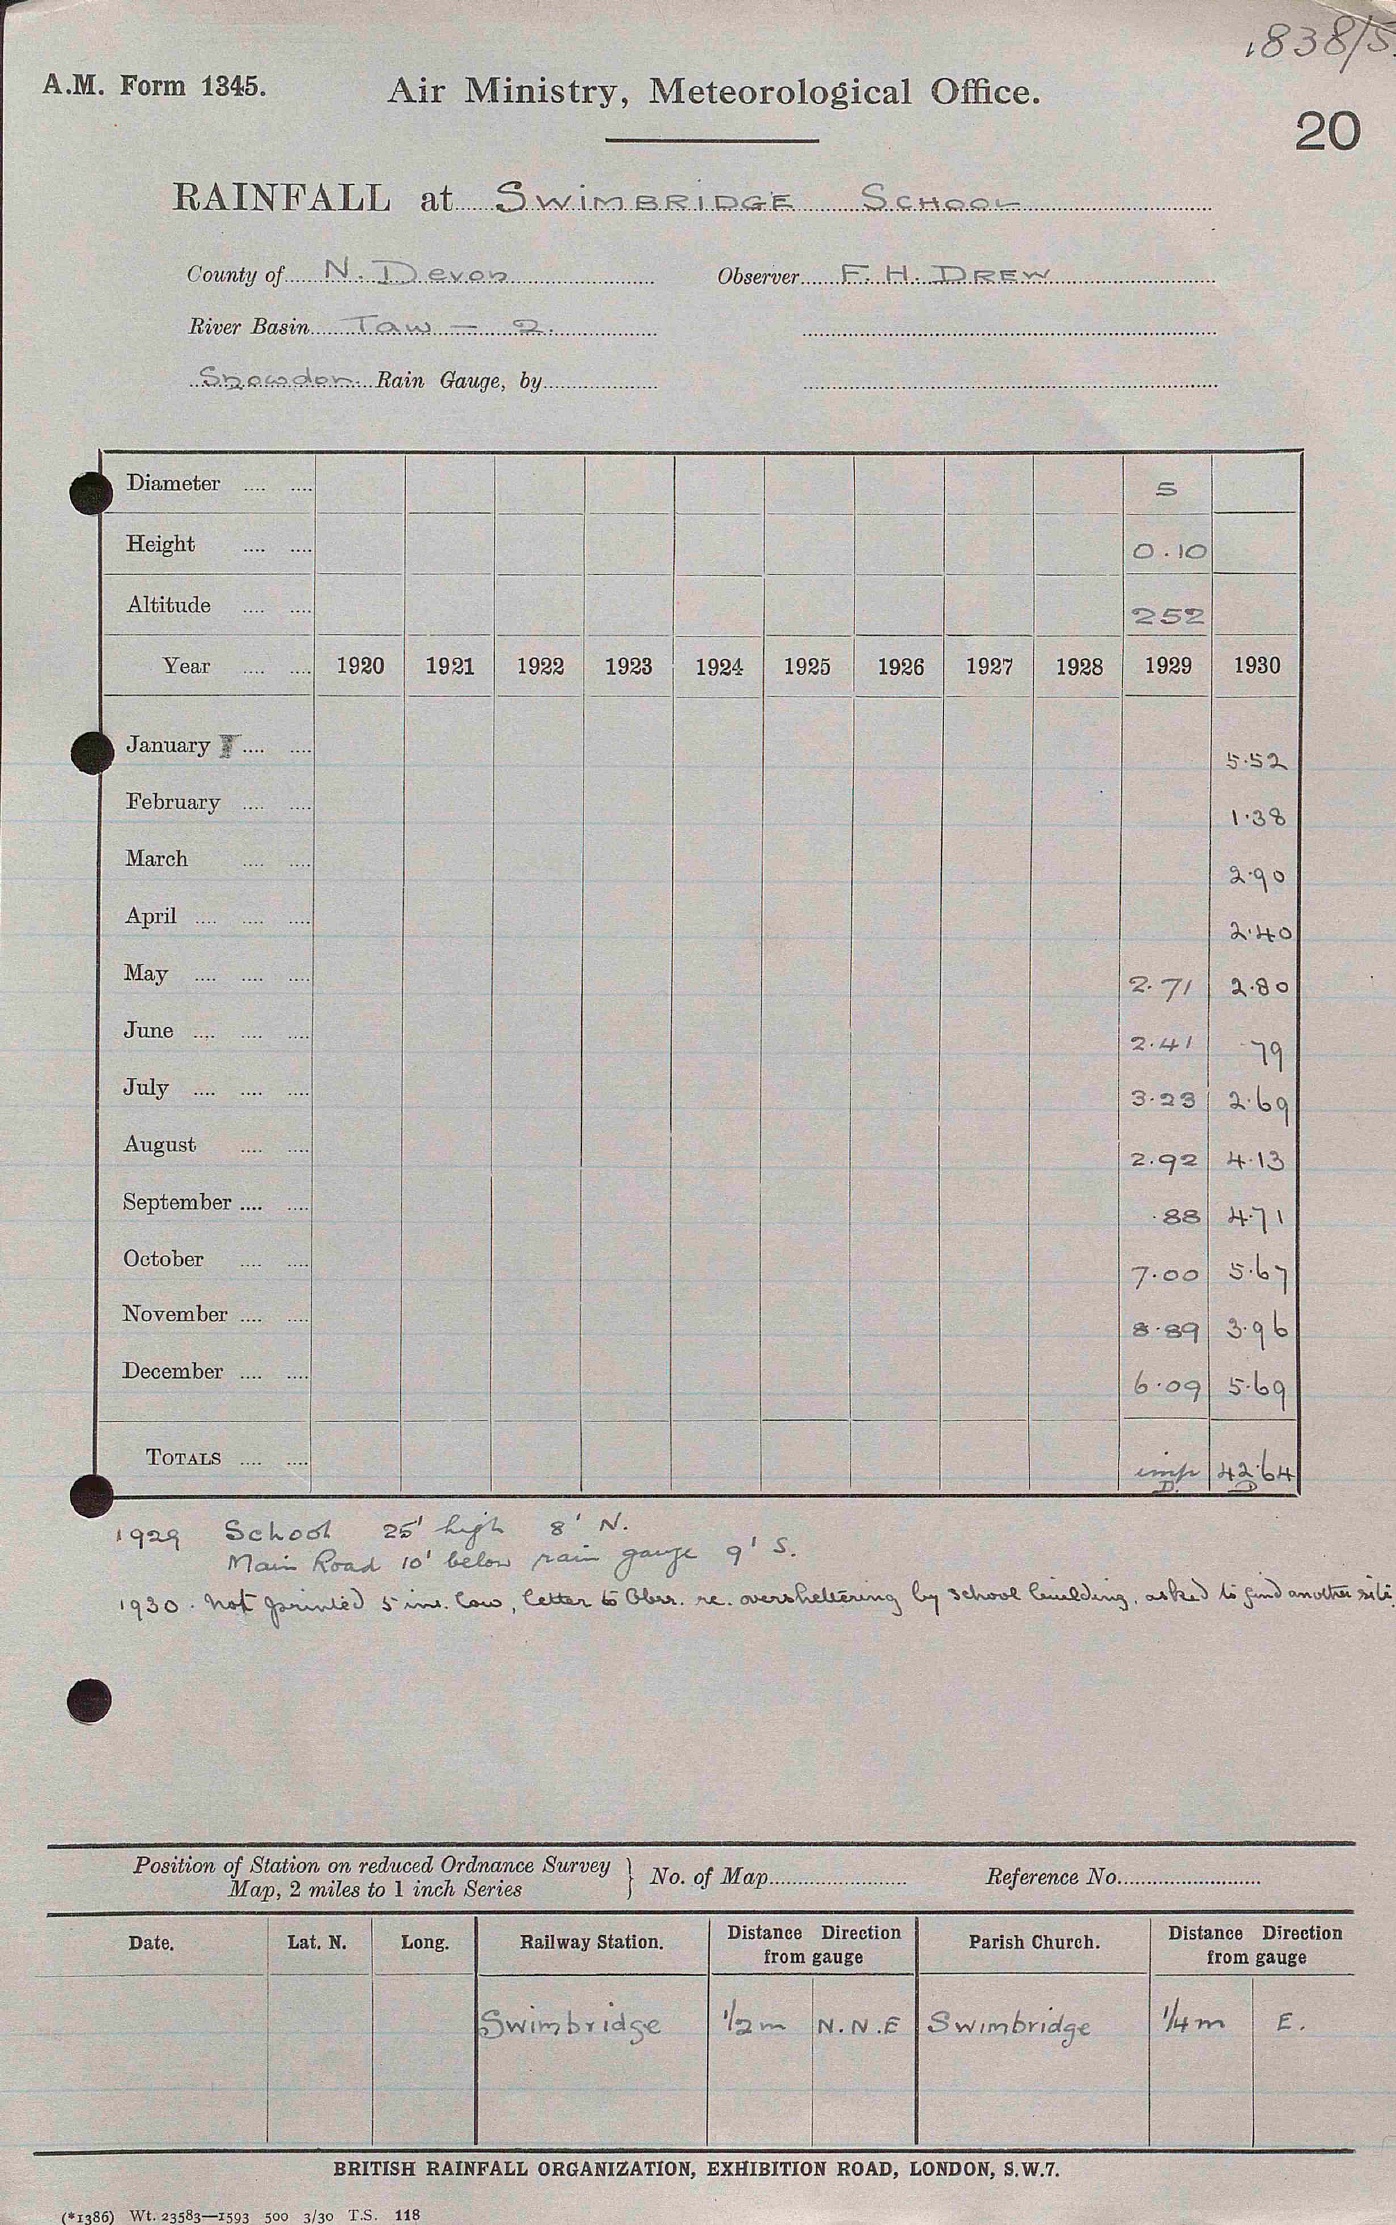 1838/5.
A.M. Form 1345. Air Ministry, Meteorological Office.
20
RAINFALL at SWIMBRIDGE SCHOOL
County of N. Devon Observer F. H. DREW
River Basin Taw — 2.
Snowdon Rain Gauge, by
Diameter .... .... 5
Height .... .... 0.10
Altitude .... .... 252
Year .... .... 1920 1921 1922 1923 1924 1925 1926 1927 1928 1929 1930
January .... .... 5.52
February .... .... 1.38
March .... .... 2.90
April .... .... .... 2.40
May .... .... .... 2.71 2.80
June .... .... .... 2.41 .79
July .... .... .... 3.23 2.69
August .... .... 2.92 4.13
September .... .... .88 4.71
October .... .... 7.00 5.67
November .... .... 8.89 3.96
December .... .... 6.09 5.69
TOTALS .... .... imp 42.64
D. D
1929 School 25' high 8' N.
Main Road 10' below rain gauge 9' S.
1930. Not printed 5 ins. low, letter to Obsr. re. oversheltering by school building, asked to find another site.
Position of Station on reduced Ordnance Survey
Map, 2 miles to 1 inch Series } No. of Map Reference No.
Date. Lat. N. Long. Railway Station. Distance Direction from gauge Parish Church. Distance Direction from gauge
Swimbridge 1/2 m N.N.E Swimbridge 1/4 m E.
BRITISH RAINFALL ORGANIZATION, EXHIBITION ROAD, LONDON, S.W.7.
(*1386) Wt. 23583—1593 500 3/30 T.S. 118